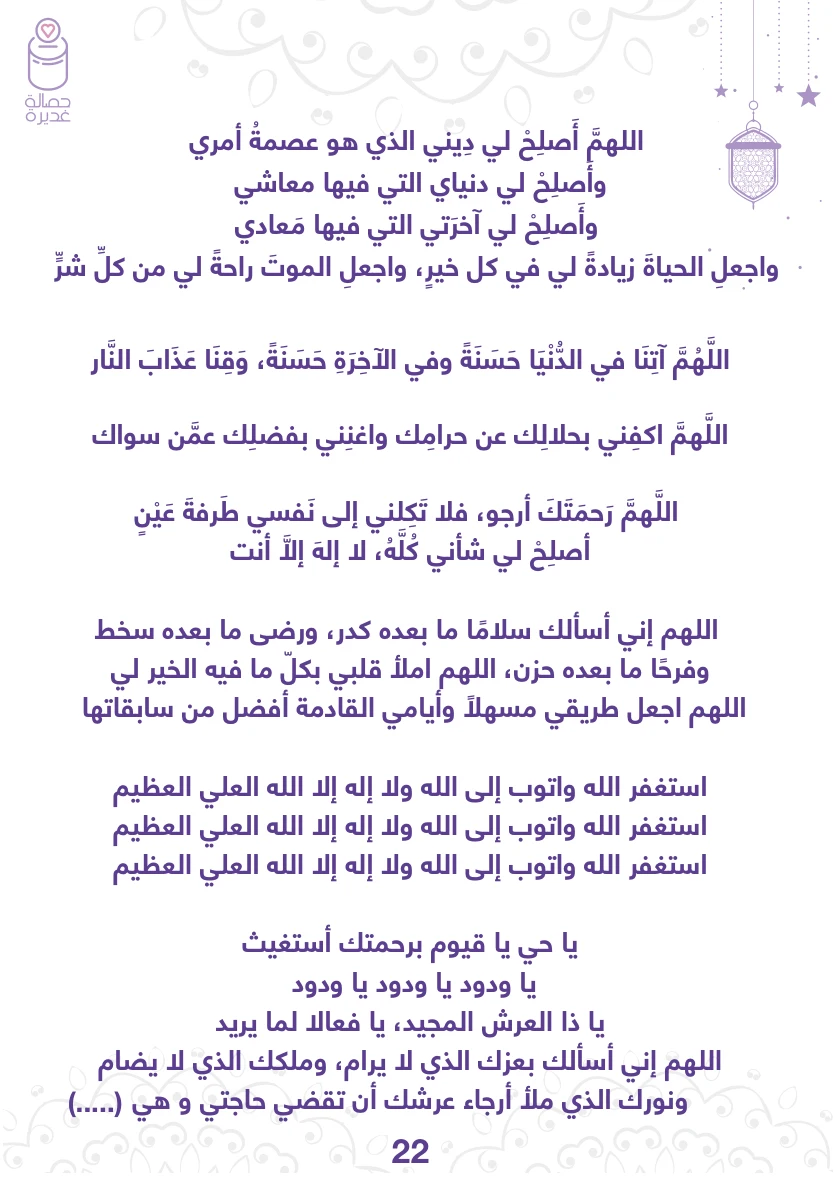 حصالة
غديرة
اللهمَّ أَصلِحْ لي دِيني الذي هو عصمةُ أمري
وأَصلِحْ لي دنياي التي فيها معاشي
وأَصلِحْ لي آخرَتي التي فيها مَعادي
واجعلِ الحياةَ زيادةً لي في كل خيرٍ، واجعلِ الموتَ راحةً لي من كلِّ شرٍّ
اللَّهُمَّ آتِنَا في الدُّنْيَا حَسَنَةً وفي الآخِرَةِ حَسَنَةً، وَقِنَا عَذَابَ النَّار
اللَّهمَّ اكفِني بحلالِك عن حرامِك واغنِني بفضلِك عمَّن سواك
اللَّهمَّ رَحمَتَكَ أرجو، فلا تَكِلني إلى نَفسي طَرفةَ عَيْنٍ
أصلِحْ لي شأني كُلَّهُ، لا إلهَ إلاَّ أنت
اللهم إني أسألك سلامًا ما بعده كدر، ورضى ما بعده سخط
وفرحًا ما بعده حزن، اللهم املأ قلبي بكلّ ما فيه الخير لي
اللهم اجعل طريقي مسهلاً وأيامي القادمة أفضل من سابقاتها
استغفر الله واتوب إلى الله ولا إله إلا الله العلي العظيم
استغفر الله واتوب إلى الله ولا إله إلا الله العلي العظيم
استغفر الله واتوب إلى الله ولا إله إلا الله العلي العظيم
يا حي يا قيوم برحمتك أستغيث
يا ودود يا ودود يا ودود
يا ذا العرش المجيد، يا فعالا لما يريد
اللهم إني أسألك بعزك الذي لا يرام، وملكك الذي لا يضام
ونورك الذي ملأ أرجاء عرشك أن تقضي حاجتي و هي (.....)
22